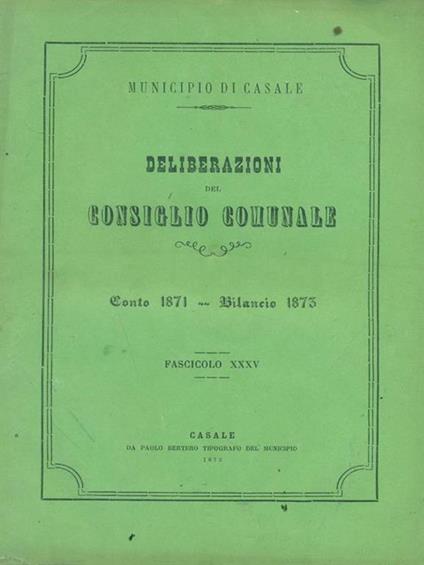 MUNICIPIO DI CASALE
DELIBERAZIONI
DEL
CONSIGLIO COMUNALE
Conto 1871 ~ Bilancio 1873
FASCICOLO XXXV
CASALE
DA PAOLO BERTERO TIPOGRAFO DEL MUNICIPIO